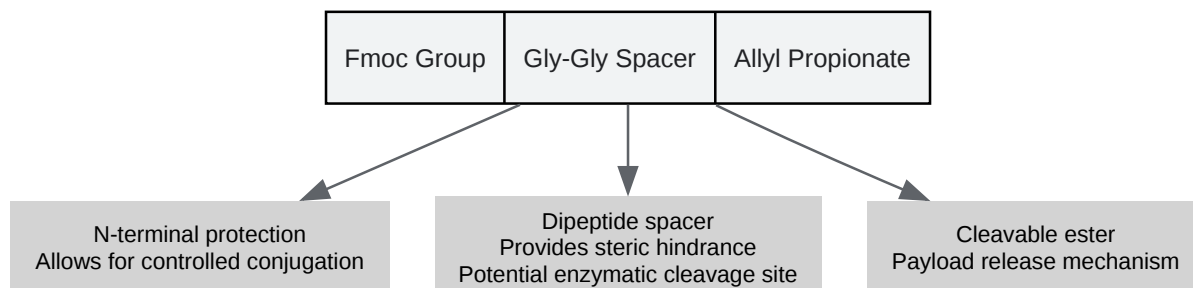 Fmoc Group
Gly-Gly Spacer
Allyl Propionate
N-terminal protection
Allows for controlled conjugation
Dipeptide spacer
Provides steric hindrance
Potential enzymatic cleavage site
Cleavable ester
Payload release mechanism